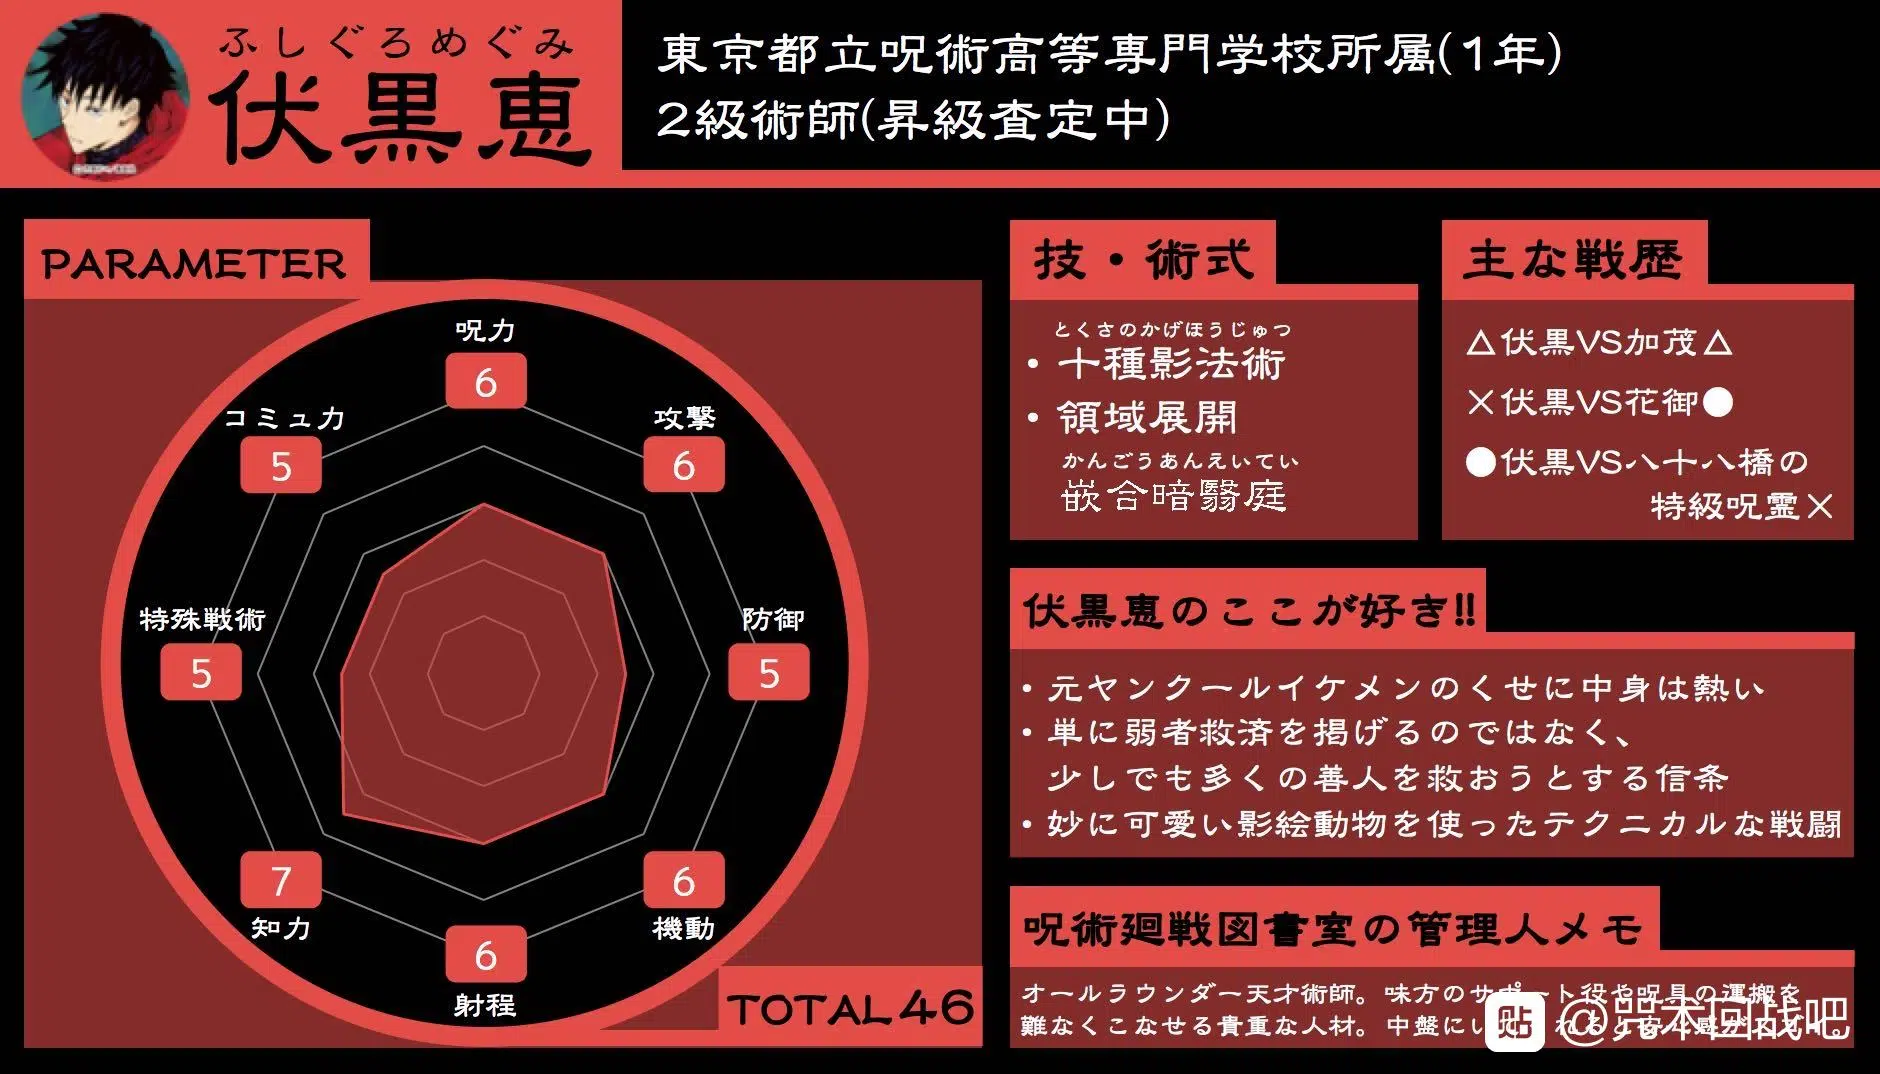 ふしぐろめぐみ
伏黒恵
東京都立呪術高等専門学校所属(1年)
2級術師(昇級査定中)
PARAMETER
呪力
6
攻撃
6
防御
5
機動
6
射程
6
知力
7
特殊戦術
5
コミュ力
5
TOTAL 46
技・術式
とくさのかげほうじゅつ
・十種影法術
・領域展開
かんごうあんえいてい
嵌合暗翳庭
主な戦歴
△伏黒VS加茂△
×伏黒VS花御●
●伏黒VS八十八橋の
特級呪霊×
伏黒恵のここが好き!!
・元ヤンクールイケメンのくせに中身は熱い
・単に弱者救済を掲げるのではなく、
少しでも多くの善人を救おうとする信条
・妙に可愛い影絵動物を使ったテクニカルな戦闘
呪術廻戦図書室の管理人メモ
オールラウンダー天才術師。味方のサポート役や呪具の運搬を
難なくこなせる貴重な人材。中盤に
貼 @咒术回战吧